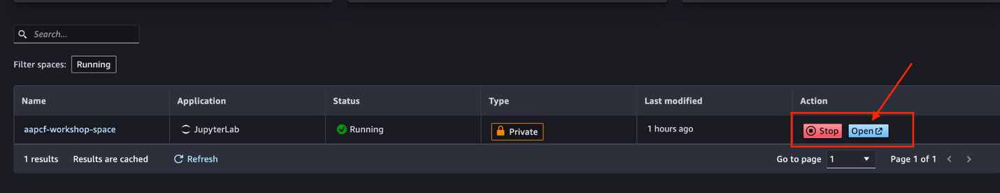 Search...
Filter spaces: Running
Name Application Status Type Last modified Action
aapcf-workshop-space JupyterLab Running Private 1 hours ago Stop Open
1 results Results are cached Refresh Go to page 1 Page 1 of 1